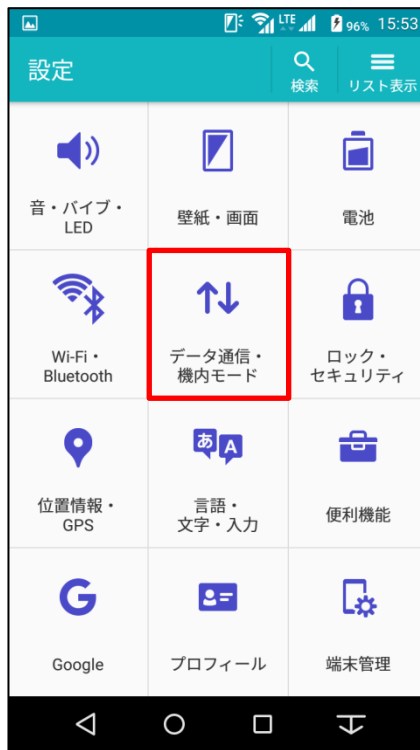 LTE 96% 15:53
設定
検索
リスト表示
音・バイブ・
LED
壁紙・画面
電池
Wi-Fi・
Bluetooth
データ通信・
機内モード
ロック・
セキュリティ
位置情報・
GPS
あ A
言語・
文字・入力
便利機能
G
Google
プロフィール
端末管理